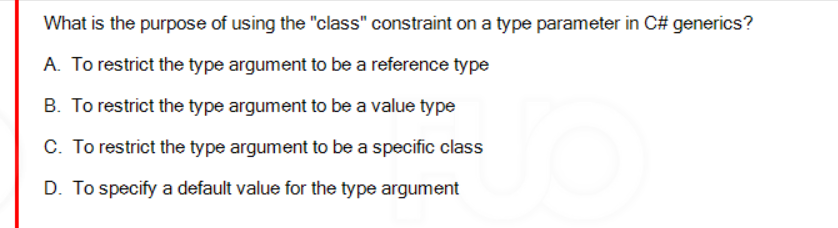 What is the purpose of using the "class" constraint on a type parameter in C# generics?
A. To restrict the type argument to be a reference type
B. To restrict the type argument to be a value type
C. To restrict the type argument to be a specific class
D. To specify a default value for the type argument
FUO